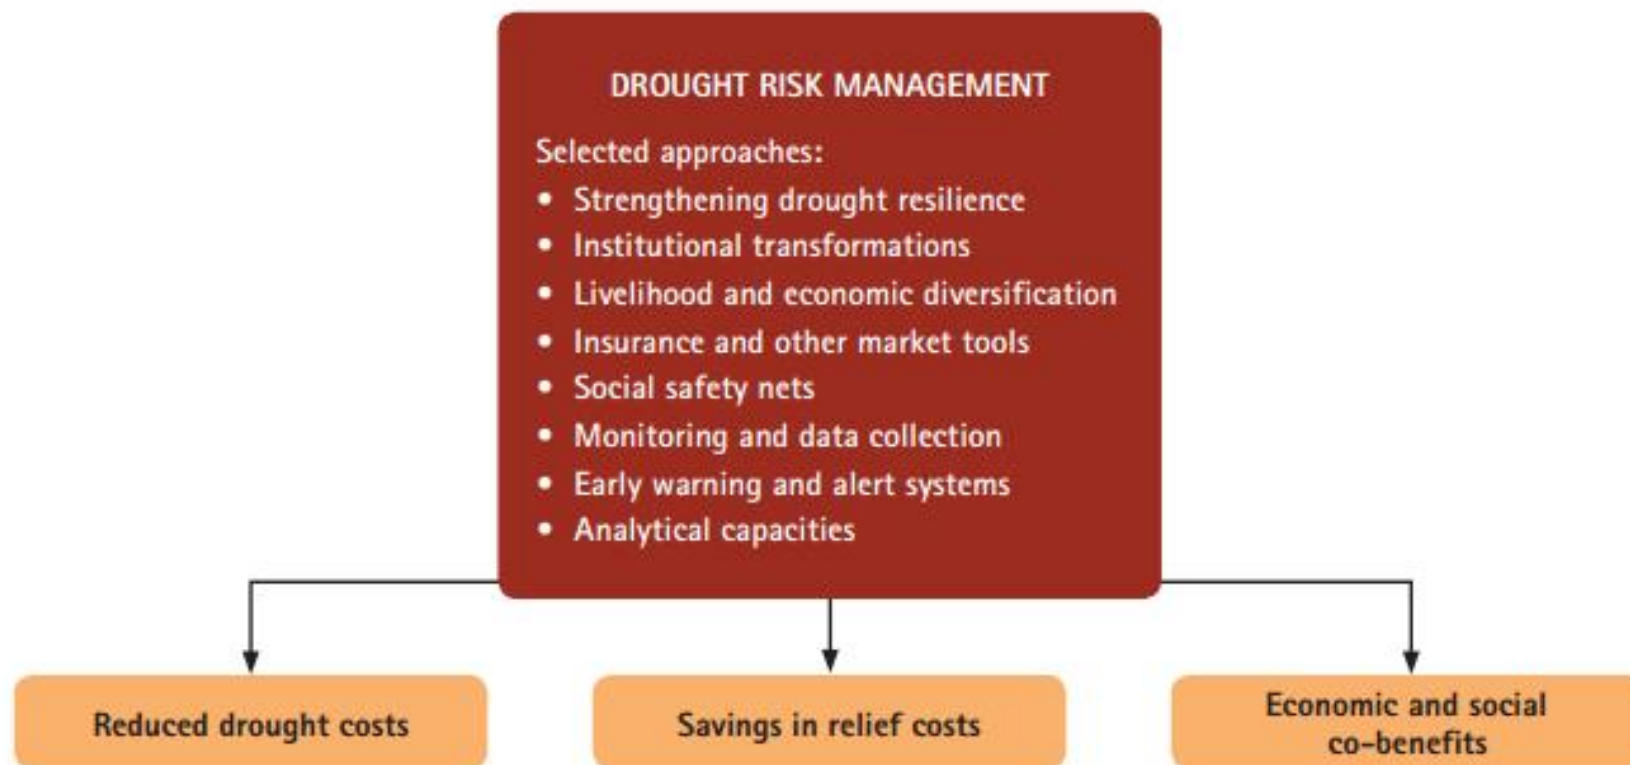 DROUGHT RISK MANAGEMENT
Selected approaches:
• Strengthening drought resilience
• Institutional transformations
• Livelihood and economic diversification
• Insurance and other market tools
• Social safety nets
• Monitoring and data collection
• Early warning and alert systems
• Analytical capacities
Reduced drought costs
Savings in relief costs
Economic and social
co-benefits